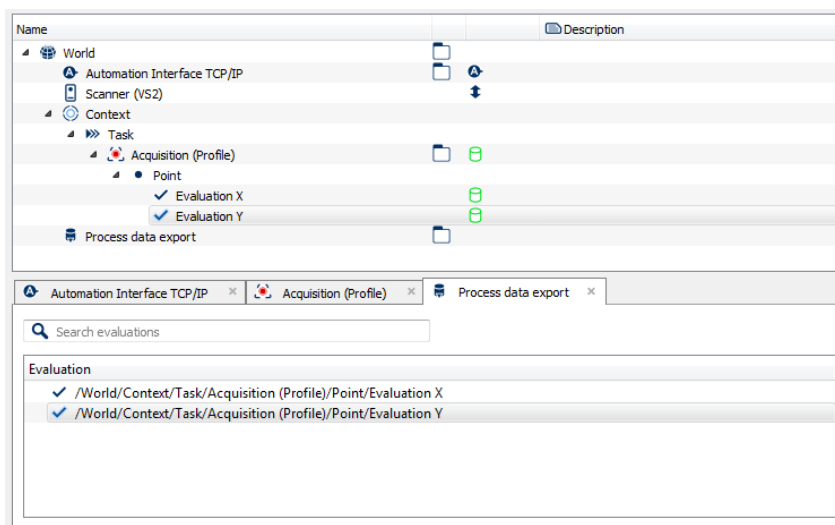 Name Description
World
Automation Interface TCP/IP
Scanner (VS2)
Context
Task
Acquisition (Profile)
Point
Evaluation X
Evaluation Y
Process data export
Automation Interface TCP/IP Acquisition (Profile) Process data export
Search evaluations
Evaluation
/World/Context/Task/Acquisition (Profile)/Point/Evaluation X
/World/Context/Task/Acquisition (Profile)/Point/Evaluation Y